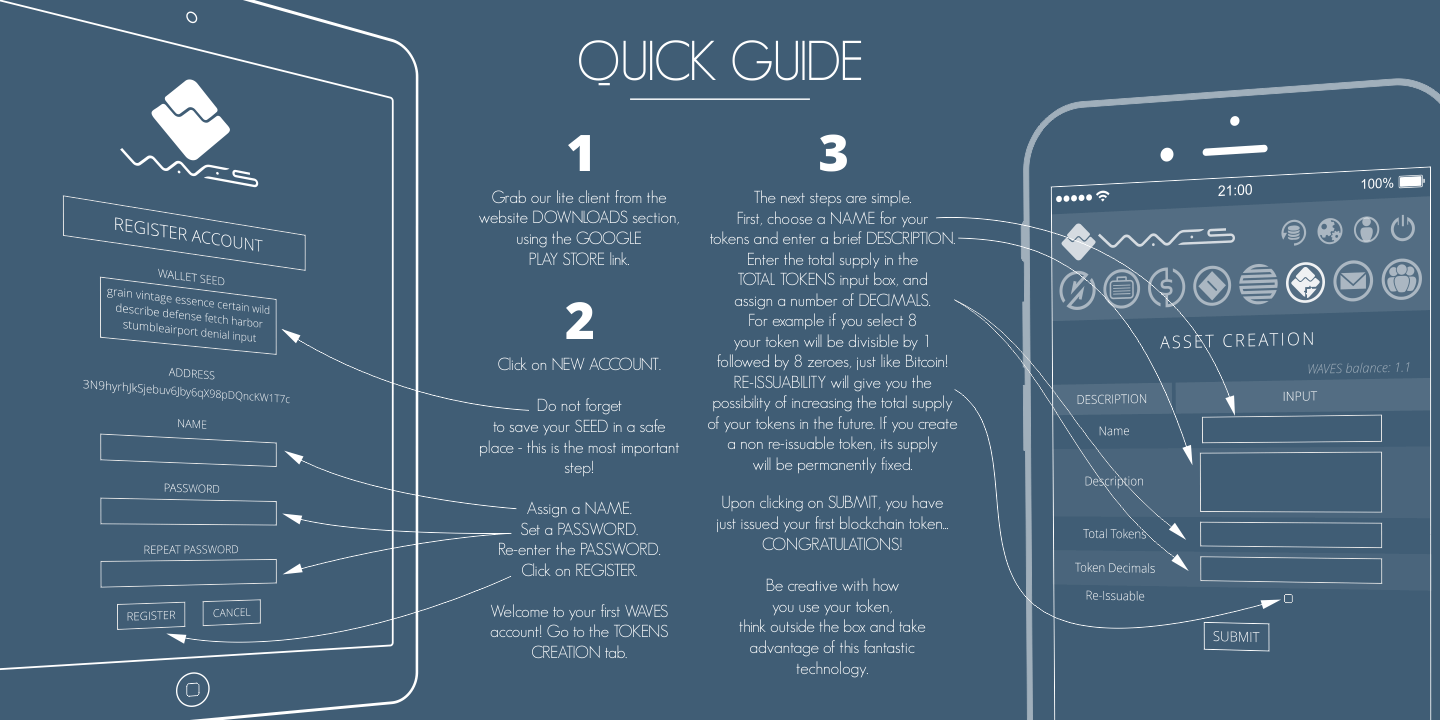 QUICK GUIDE
WAVES
REGISTER ACCOUNT
WALLET SEED
grain vintage essence certain wild
describe defense fetch harbor
stumbleairport denial input
ADDRESS
3N9hyrhJkSjebuv6Jby6qX98pDQncKW1T7c
NAME
PASSWORD
REPEAT PASSWORD
REGISTER
CANCEL
1
Grab our lite client from the
website DOWNLOADS section,
using the GOOGLE
PLAY STORE link.
2
Click on NEW ACCOUNT.
Do not forget
to save your SEED in a safe
place - this is the most important
step!
Assign a NAME.
Set a PASSWORD.
Re-enter the PASSWORD.
Click on REGISTER.
Welcome to your first WAVES
account! Go to the TOKENS
CREATION tab.
3
The next steps are simple.
First, choose a NAME for your
tokens and enter a brief DESCRIPTION.
Enter the total supply in the
TOTAL TOKENS input box, and
assign a number of DECIMALS.
For example if you select 8
your token will be divisible by 1
followed by 8 zeroes, just like Bitcoin!
RE-ISSUABILITY will give you the
possibility of increasing the total supply
of your tokens in the future. If you create
a non re-issuable token, its supply
will be permanently fixed.
Upon clicking on SUBMIT, you have
just issued your first blockchain token...
CONGRATULATIONS!
Be creative with how
you use your token,
think outside the box and take
advantage of this fantastic
technology.
21:00
100%
WAVES
ASSET CREATION
WAVES balance: 1.1
DESCRIPTION
INPUT
Name
Description
Total Tokens
Token Decimals
Re-Issuable
SUBMIT